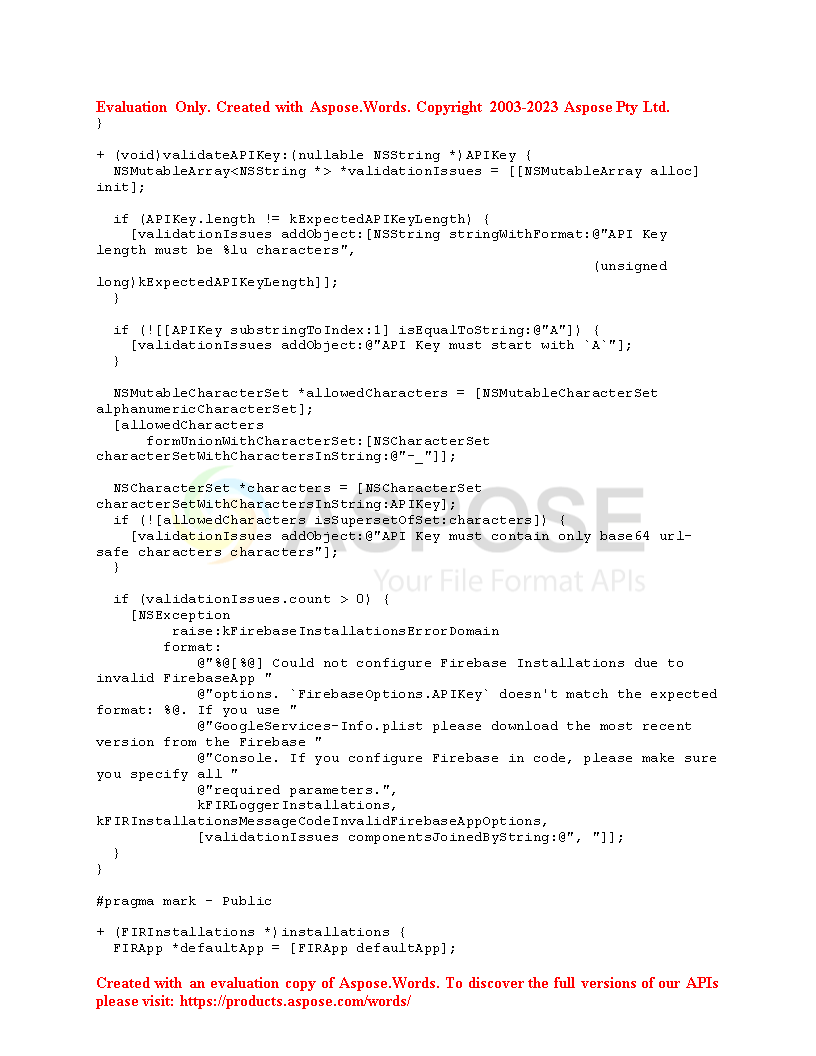 Evaluation Only. Created with Aspose.Words. Copyright 2003-2023 Aspose Pty Ltd.
}
+ (void)validateAPIKey:(nullable NSString *)APIKey {
  NSMutableArray<NSString *> *validationIssues = [[NSMutableArray alloc]
init];
  if (APIKey.length != kExpectedAPIKeyLength) {
    [validationIssues addObject:[NSString stringWithFormat:@"API Key
length must be %lu characters",
                                                           (unsigned
long)kExpectedAPIKeyLength]];
  }
  if (![[APIKey substringToIndex:1] isEqualToString:@"A"]) {
    [validationIssues addObject:@"API Key must start with `A`"];
  }
  NSMutableCharacterSet *allowedCharacters = [NSMutableCharacterSet
alphanumericCharacterSet];
  [allowedCharacters
      formUnionWithCharacterSet:[NSCharacterSet
characterSetWithCharactersInString:@"-_"]];
  NSCharacterSet *characters = [NSCharacterSet
characterSetWithCharactersInString:APIKey];
  if (![allowedCharacters isSupersetOfSet:characters]) {
    [validationIssues addObject:@"API Key must contain only base64 url-
safe characters characters"];
  }
ASPOSE
Your File Format APIs
  if (validationIssues.count > 0) {
    [NSException
         raise:kFirebaseInstallationsErrorDomain
        format:
            @"%@[%@] Could not configure Firebase Installations due to
invalid FirebaseApp "
            @"options. `FirebaseOptions.APIKey` doesn't match the expected
format: %@. If you use "
            @"GoogleServices-Info.plist please download the most recent
version from the Firebase "
            @"Console. If you configure Firebase in code, please make sure
you specify all "
            @"required parameters.",
            kFIRLoggerInstallations,
kFIRInstallationsMessageCodeInvalidFirebaseAppOptions,
            [validationIssues componentsJoinedByString:@", "]];
  }
}
#pragma mark - Public
+ (FIRInstallations *)installations {
  FIRApp *defaultApp = [FIRApp defaultApp];
Created with an evaluation copy of Aspose.Words. To discover the full versions of our APIs
please visit: https://products.aspose.com/words/